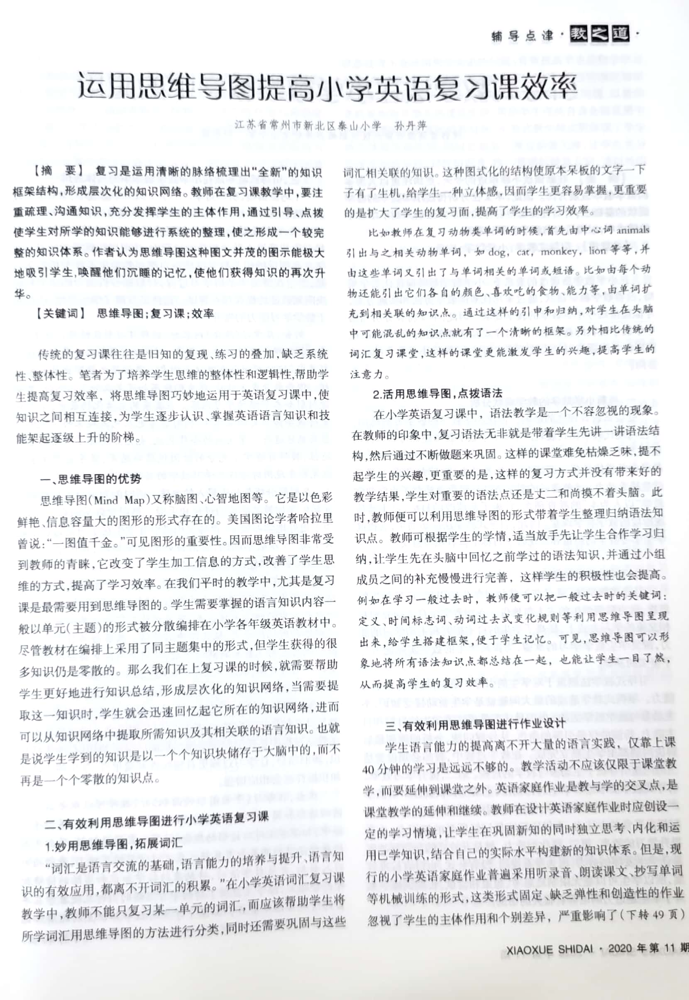 辅导点津·教之道·
运用思维导图提高小学英语复习课效率
江苏省常州市新北区泰山小学 孙丹萍
【摘 要】 复习是运用清晰的脉络梳理出“全新”的知识
框架结构,形成层次化的知识网络。教师在复习课教学中,要注
重疏理、沟通知识,充分发挥学生的主体作用,通过引导、点拨
使学生对所学的知识能够进行系统的整理,使之形成一个较完
整的知识体系。作者认为思维导图这种图文并茂的图示能极大
地吸引学生,唤醒他们沉睡的记忆,使他们获得知识的再次升
华。
【关键词】 思维导图;复习课;效率
传统的复习课往往是旧知的复现、练习的叠加,缺乏系统
性、整体性。笔者为了培养学生思维的整体性和逻辑性,帮助学
生提高复习效率,将思维导图巧妙地运用于英语复习课中,使
知识之间相互连接,为学生逐步认识、掌握英语语言知识和技
能架起逐级上升的阶梯。
一、思维导图的优势
思维导图(Mind Map)又称脑图、心智地图等。它是以色彩
鲜艳、信息容量大的图形的形式存在的。美国图论学者哈拉里
曾说:“一图值千金。”可见图形的重要性。因而思维导图非常受
到教师的青睐,它改变了学生加工信息的方式,改善了学生思
维的方式,提高了学习效率。在我们平时的教学中,尤其是复习
课是最需要用到思维导图的。学生需要掌握的语言知识内容一
般以单元(主题)的形式被分散编排在小学各年级英语教材中。
尽管教材在编排上采用了同主题集中的形式,但学生获得的很
多知识仍是零散的。那么我们在上复习课的时候,就需要帮助
学生更好地进行知识总结,形成层次化的知识网络,当需要提
取这一知识时,学生就会迅速回忆起它所在的知识网络,进而
可以从知识网络中提取所需知识及其相关联的语言知识。也就
是说学生学到的知识是以一个个知识块储存于大脑中的,而不
再是一个个零散的知识点。
二、有效利用思维导图进行小学英语复习课
1.妙用思维导图,拓展词汇
“词汇是语言交流的基础,语言能力的培养与提升、语言知
识的有效应用,都离不开词汇的积累。”在小学英语词汇复习课
教学中,教师不能只复习某一单元的词汇,而应该帮助学生将
所学词汇用思维导图的方法进行分类,同时还需要巩固与这些
词汇相关联的知识。这种图式化的结构使原本呆板的文字一下
子有了生机,给学生一种立体感,因而学生更容易掌握,更重要
的是扩大了学生的复习面,提高了学生的学习效率。
比如教师在复习动物类单词的时候,首先由中心词 animals
引出与之相关动物单词,如 dog, cat, monkey, lion 等等,并
由这些单词又引出了与单词相关的单词或短语。比如由每个动
物还能引出它们各自的颜色、喜欢吃的食物、能力等,由单词扩
充到相关联的知识点。通过这样的引申和归纳,对学生在头脑
中可能混乱的知识点就有了一个清晰的框架。另外相比传统的
词汇复习课堂,这样的课堂更能激发学生的兴趣,提高学生的
注意力。
2.活用思维导图,点拨语法
在小学英语复习课中,语法教学是一个不容忽视的现象。
在教师的印象中,复习语法无非就是带着学生先讲一讲语法结
构,然后通过不断做题来巩固。这样的课堂难免枯燥乏味,提不
起学生的兴趣,更重要的是,这样的复习方式并没有带来好的
教学结果,学生对重要的语法点还是丈二和尚摸不着头脑。此
时,教师便可以利用思维导图的形式带着学生整理归纳语法知
识点。教师可根据学生的学情,适当放手先让学生合作学习归
纳,让学生先在头脑中回忆之前学过的语法知识,并通过小组
成员之间的补充慢慢进行完善,这样学生的积极性也会提高。
例如在学习一般过去时,教师便可以把一般过去时的关键词:
定义、时间标志词、动词过去式变化规则等利用思维导图呈现
出来,给学生搭建框架,便于学生记忆。可见,思维导图可以形
象地将所有语法知识点都总结在一起,也能让学生一目了然,
从而提高学生的复习效率。
三、有效利用思维导图进行作业设计
学生语言能力的提高离不开大量的语言实践,仅靠上课
40 分钟的学习是远远不够的。教学活动不应该仅限于课堂教
学,而要延伸到课堂之外。英语家庭作业是教与学的交叉点,是
课堂教学的延伸和继续。教师在设计英语家庭作业时应创设一
定的学习情境,让学生在巩固新知的同时独立思考、内化和运
用已学知识,结合自己的实际水平构建新的知识体系。但是,现
行的小学英语家庭作业普遍采用听录音、朗读课文、抄写单词
等机械训练的形式,这类形式固定、缺乏弹性和创造性的作业
忽视了学生的主体作用和个别差异,严重影响了(下转 49 页)
XIAOXUE SHIDAI · 2020 年第 11 期